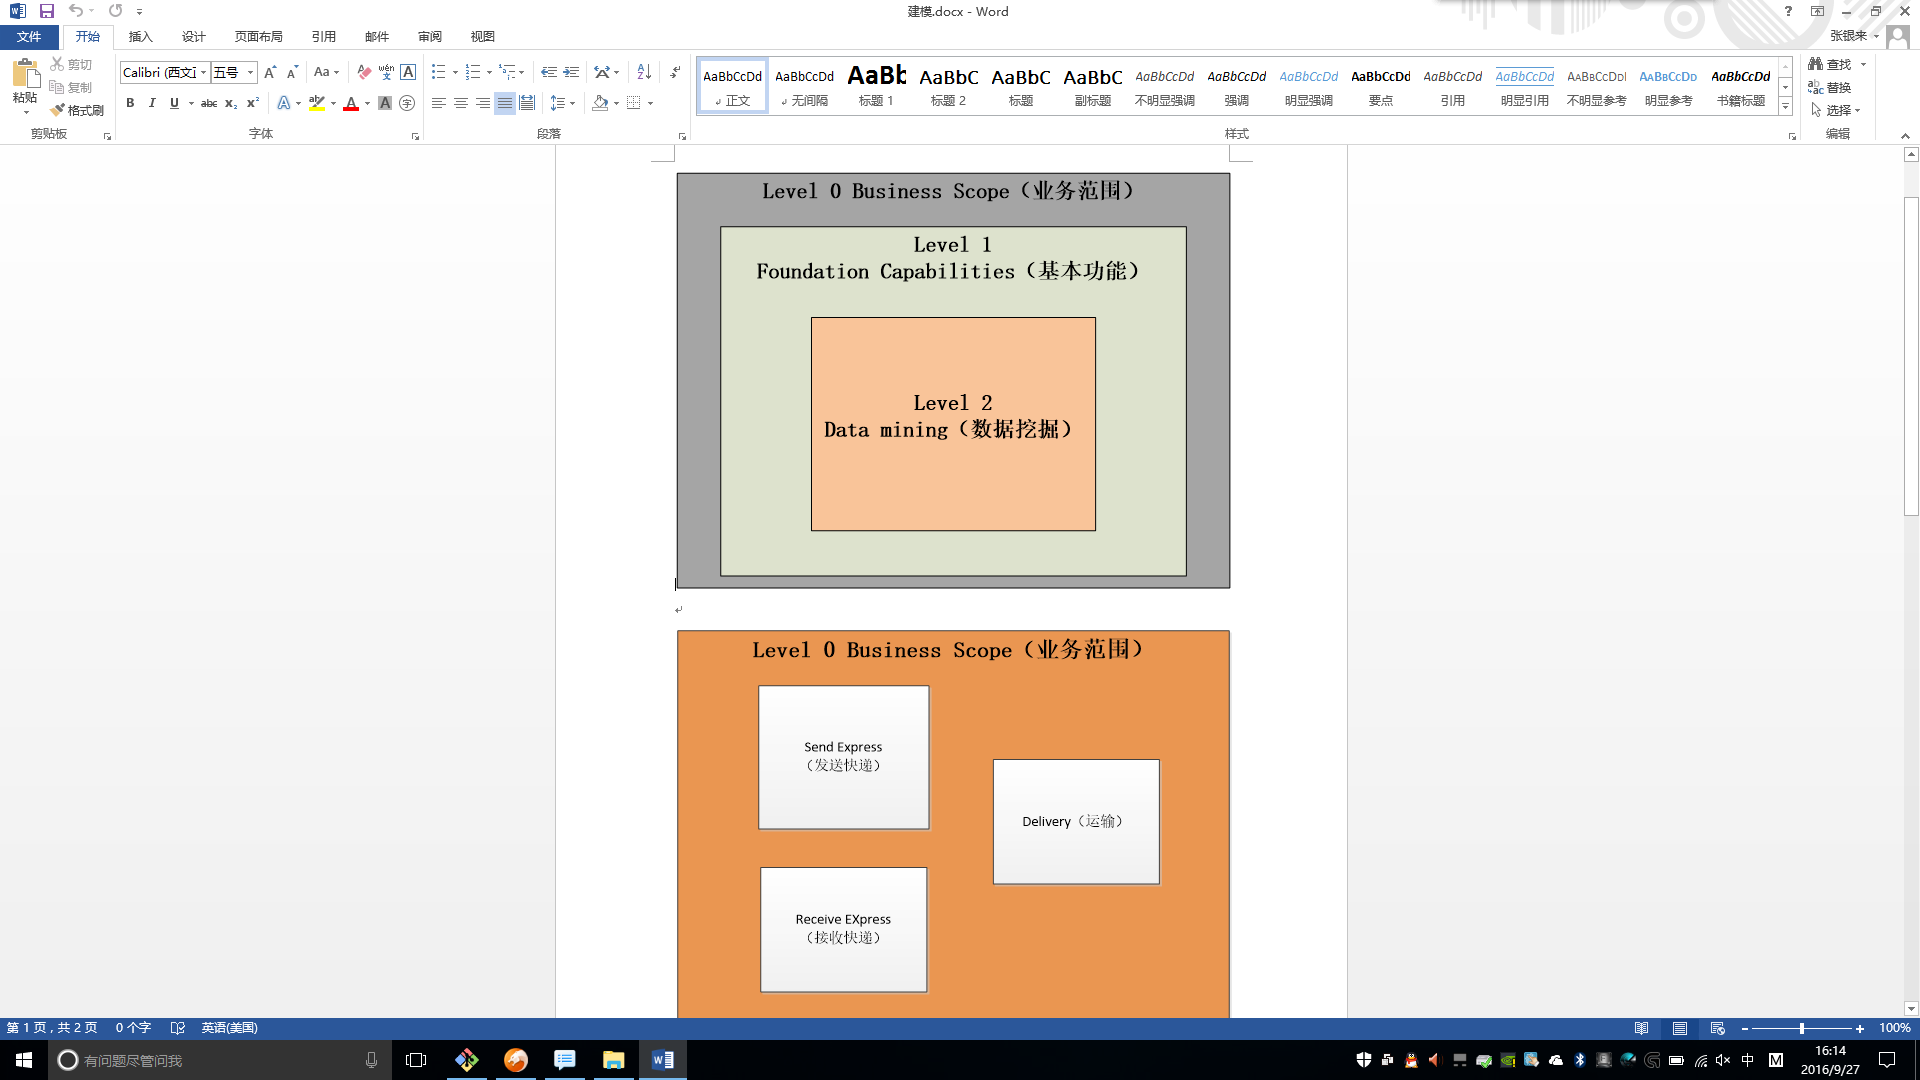 建模.docx - Word
文件 开始 插入 设计 页面布局 引用 邮件 审阅 视图 张银来
粘贴 剪切 复制 格式刷
Calibri (西文 五号
AaBbCcDd AaBbCcDd AaBb AaBbC AaBbC AaBbC AaBbCcDd AaBbCcDd AaBbCcDd AaBbCcDd AaBbCcDd AaBbCcDd AaBbCcDd AaBbCcDd AaBbCcDd
正文 无间隔 标题 1 标题 2 标题 副标题 不明显强调 强调 明显强调 要点 引用 明显引用 不明显参考 明显参考 书籍标题
查找
替换
选择
剪贴板 字体 段落 样式 编辑
Level 0 Business Scope（业务范围）
Level 1
Foundation Capabilities（基本功能）
Level 2
Data mining（数据挖掘）
Level 0 Business Scope（业务范围）
Send Express
（发送快递）
Delivery（运输）
Receive EXpress
（接收快递）
第 1 页，共 2 页 0 个字 英语(美国) 100%
有问题尽管问我
中 M
16:14
2016/9/27